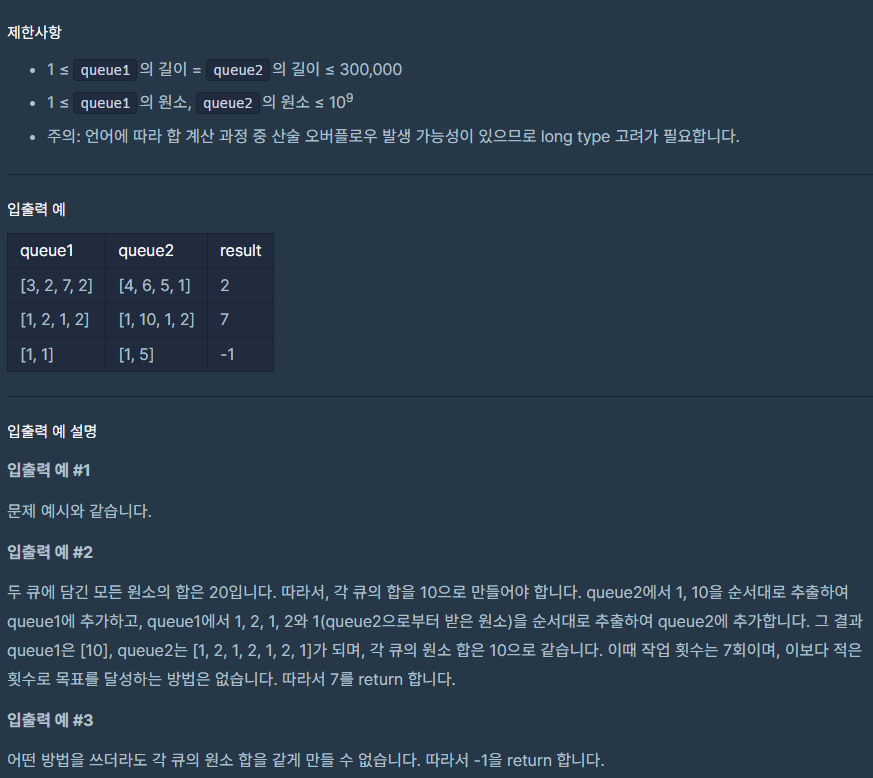 제한사항
1 ≤ queue1 의 길이 = queue2 의 길이 ≤ 300,000
1 ≤ queue1 의 원소, queue2 의 원소 ≤ 10⁹
주의: 언어에 따라 합 계산 과정 중 산술 오버플로우 발생 가능성이 있으므로 long type 고려가 필요합니다.
입출력 예
queue1 queue2 result
[3, 2, 7, 2] [4, 6, 5, 1] 2
[1, 2, 1, 2] [1, 10, 1, 2] 7
[1, 1] [1, 5] -1
입출력 예 설명
입출력 예 #1
문제 예시와 같습니다.
입출력 예 #2
두 큐에 담긴 모든 원소의 합은 20입니다. 따라서, 각 큐의 합을 10으로 만들어야 합니다. queue2에서 1, 10을 순서대로 추출하여
queue1에 추가하고, queue1에서 1, 2, 1, 2와 1(queue2으로부터 받은 원소)을 순서대로 추출하여 queue2에 추가합니다. 그 결과
queue1은 [10], queue2는 [1, 2, 1, 2, 1, 2, 1]가 되며, 각 큐의 원소 합은 10으로 같습니다. 이때 작업 횟수는 7회이며, 이보다 적은
횟수로 목표를 달성하는 방법은 없습니다. 따라서 7를 return 합니다.
입출력 예 #3
어떤 방법을 쓰더라도 각 큐의 원소 합을 같게 만들 수 없습니다. 따라서 -1을 return 합니다.